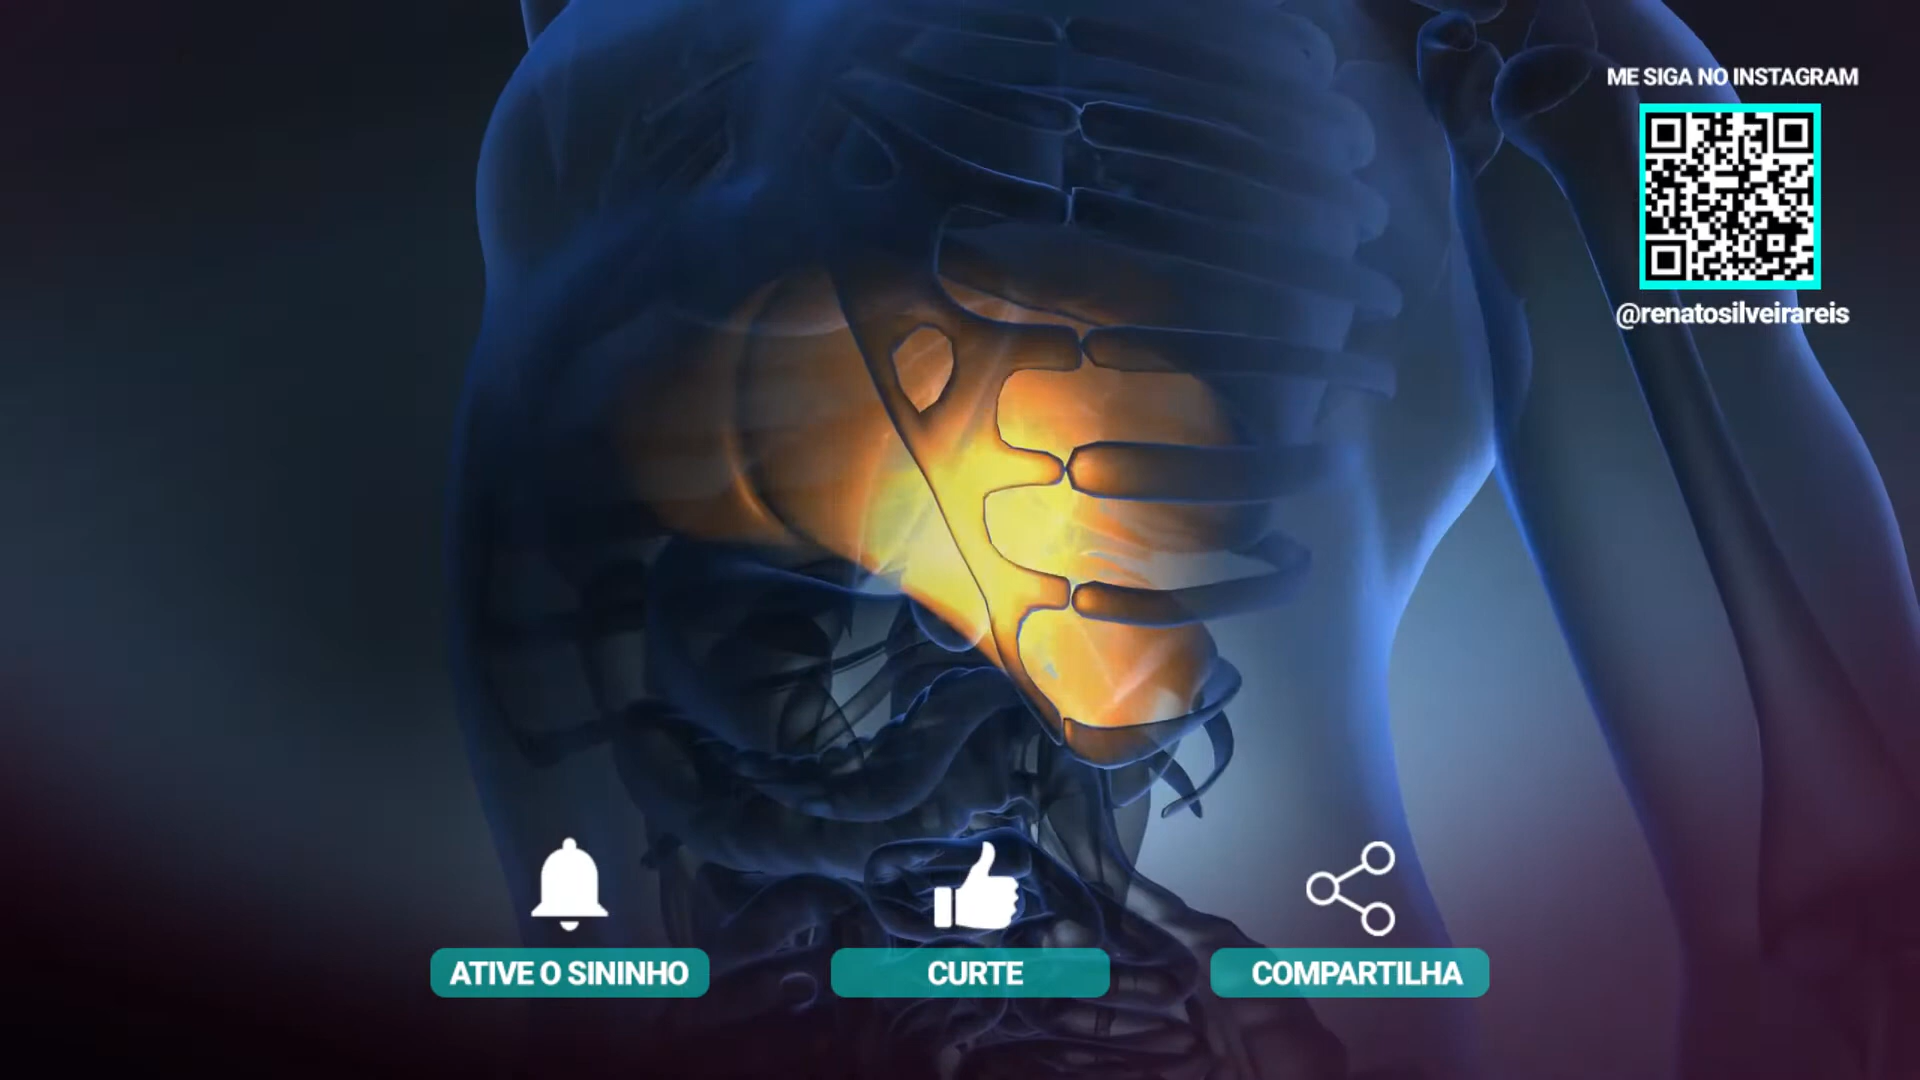 ME SIGA NO INSTAGRAM
@renatosilveirareis
ATIVE O SININHO
CURTE
COMPARTILHA